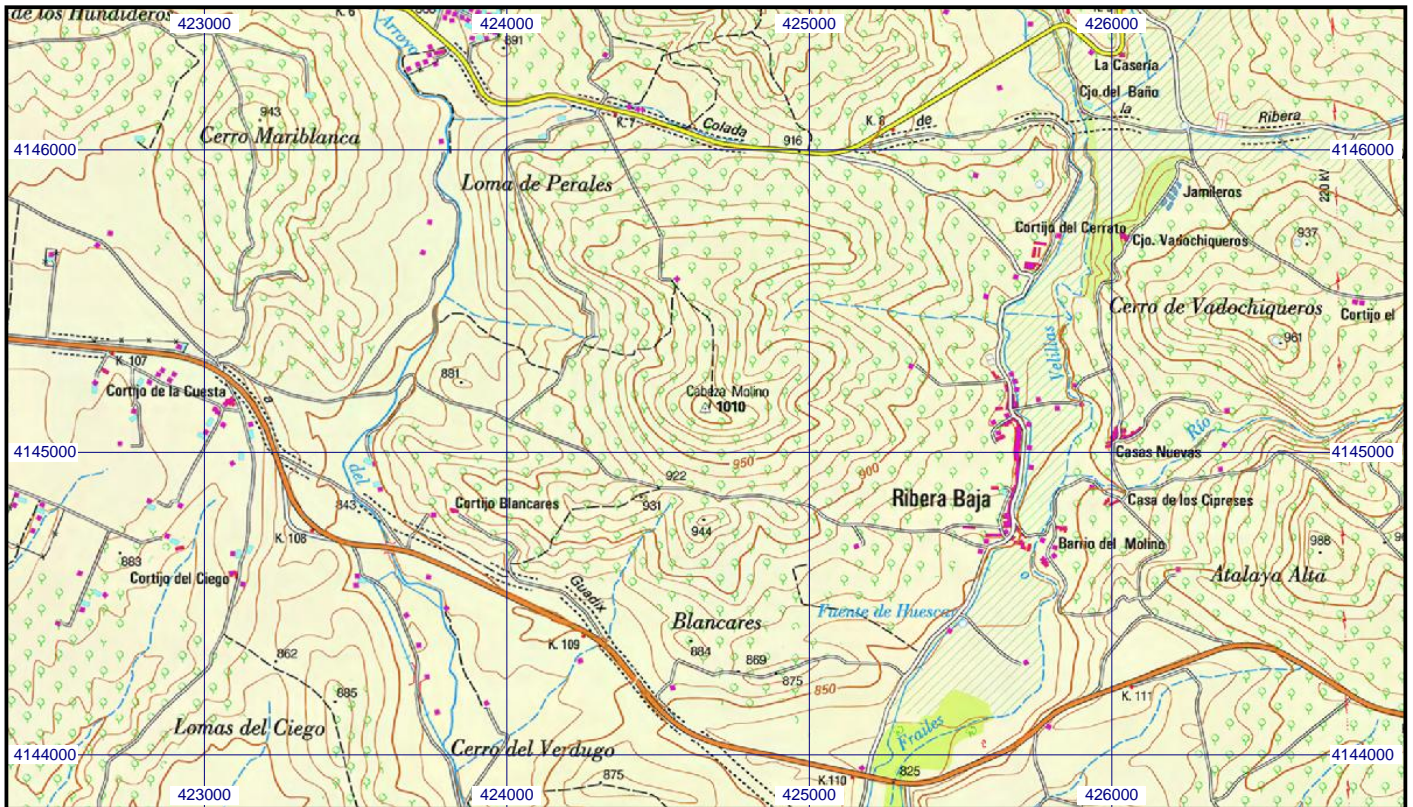 de los Hundideros
K. 6
423000
424000
425000
426000
Arroyo
891
La Casería
Cjo. del Baño
la
Ribera
943
Cerro Mariblanca
K. 7
Colada
916
K. 8
de
4146000
4146000
Loma de Perales
220 kV
Jamileros
Cortijo del Cerrato
Cjo. Vadochiqueros
937
Cerro de Vadochiqueros
Cortijo el
961
Velillos
K. 107
881
Cortijo de la Cuesta
a
Cabeza Molino
1010
Río
4145000
4145000
950
900
Casas Nuevas
del
922
931
944
843
Cortijo Blancares
Ribera Baja
Casa de los Cipreses
K. 108
883
Barrio del Molino
988
Cortijo del Ciego
Atalaya Alta
Guadix
Fuente de Huesca
Blancares
K. 109
862
884
869
875
850
885
K. 111
Lomas del Ciego
Cerro del Verdugo
Frailes
4144000
4144000
875
K.110
825
423000
424000
425000
426000